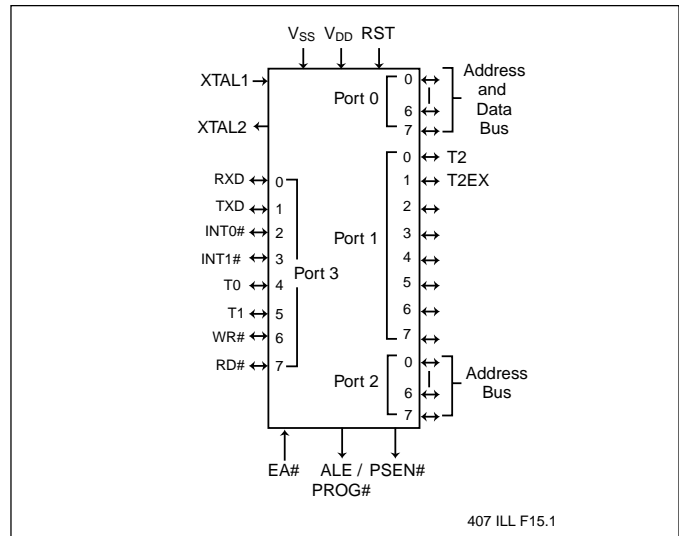 VSS VDD RST
XTAL1
XTAL2
Port 0
0
6
7
Address
and
Data
Bus
RXD 0
TXD 1
INT0# 2
INT1# 3
T0 4
T1 5
WR# 6
RD# 7
Port 3
Port 1
0 T2
1 T2EX
2
3
4
5
6
7
Port 2
0
6
7
Address
Bus
EA# ALE / PSEN#
PROG#
407 ILL F15.1